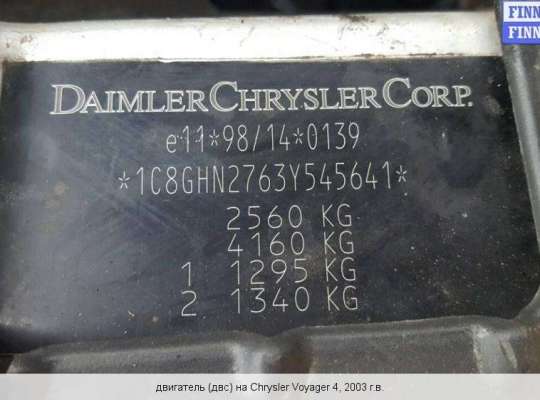 FINN
FINN
DAIMLERCHRYSLER CORP.
e11*98/14*0139
*1C8GHN2763Y545641*
2560 KG
4160 KG
1 1295 KG
2 1340 KG
двигатель (двс) на Chrysler Voyager 4, 2003 г.в.